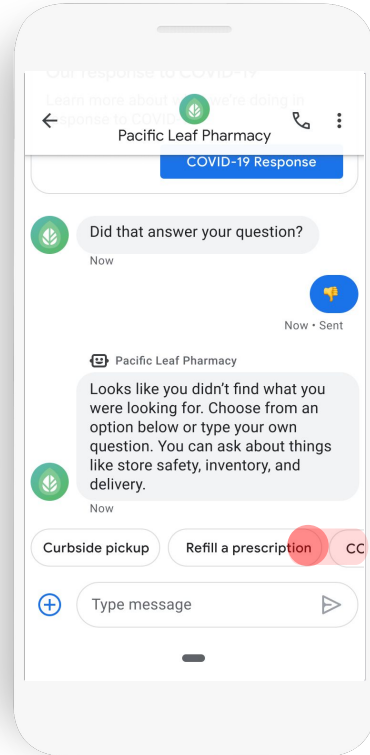 Our response to COVID-19
Learn more about
we're doing in
response to COVID
Pacific Leaf Pharmacy
COVID-19 Response
Did that answer your question?
Now
👎
Now • Sent
Pacific Leaf Pharmacy
Looks like you didn't find what you
were looking for. Choose from an
option below or type your own
question. You can ask about things
like store safety, inventory, and
delivery.
Now
Curbside pickup
Refill a prescription
CO
Type message